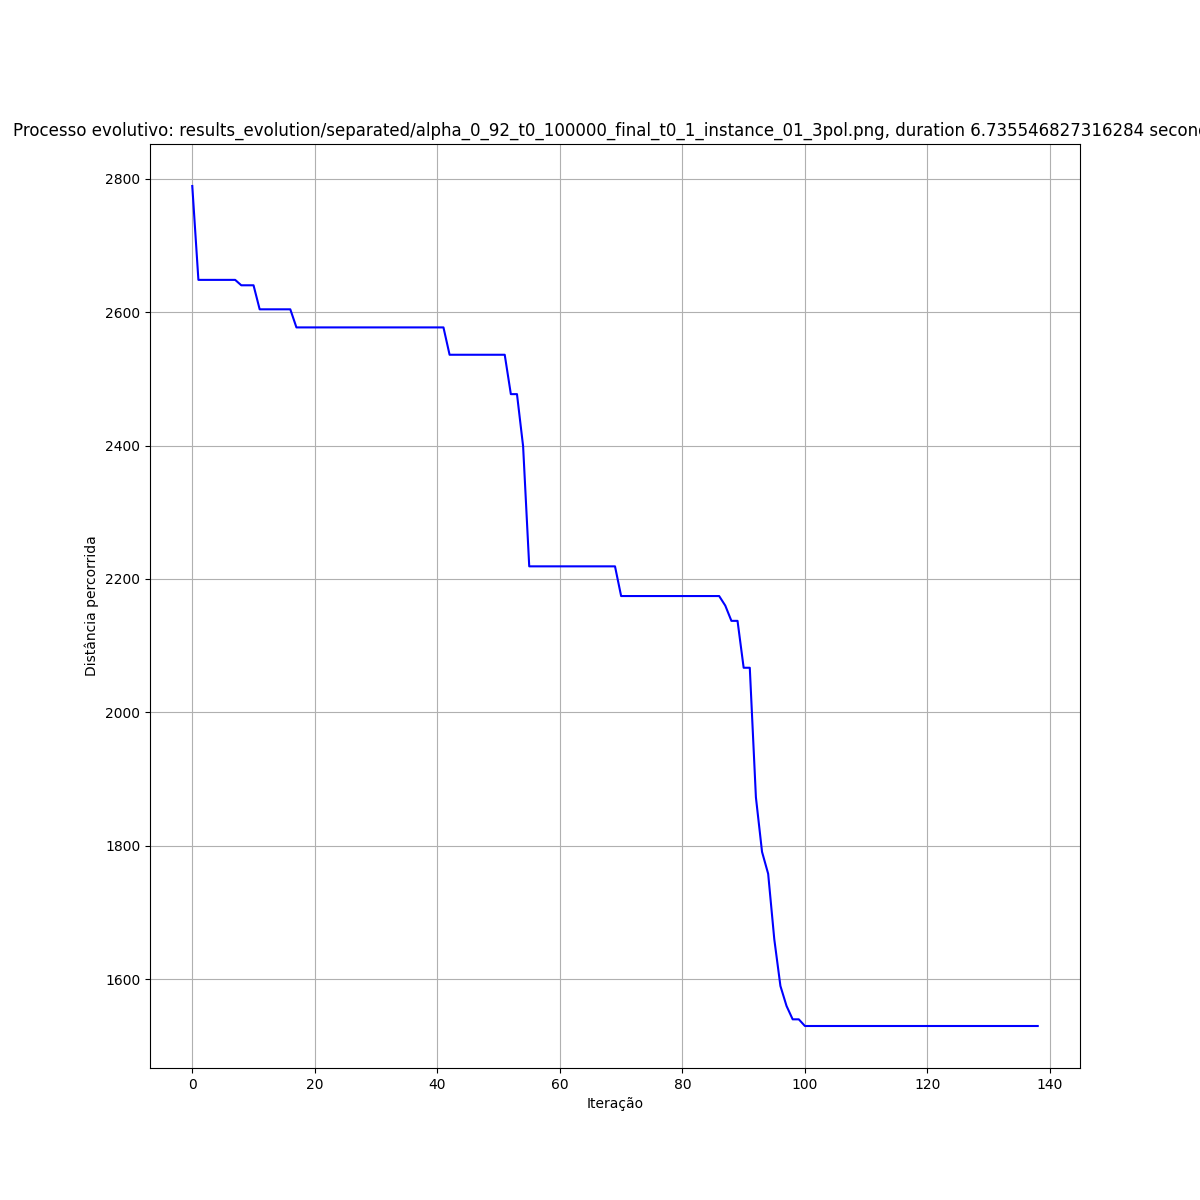 Processo evolutivo: results_evolution/separated/alpha_0_92_t0_100000_final_t0_1_instance_01_3pol.png, duration 6.735546827316284
2800
2600
2400
2200
2000
1800
1600
Distância percorrida
0 20 40 60 80 100 120 140
Iteração